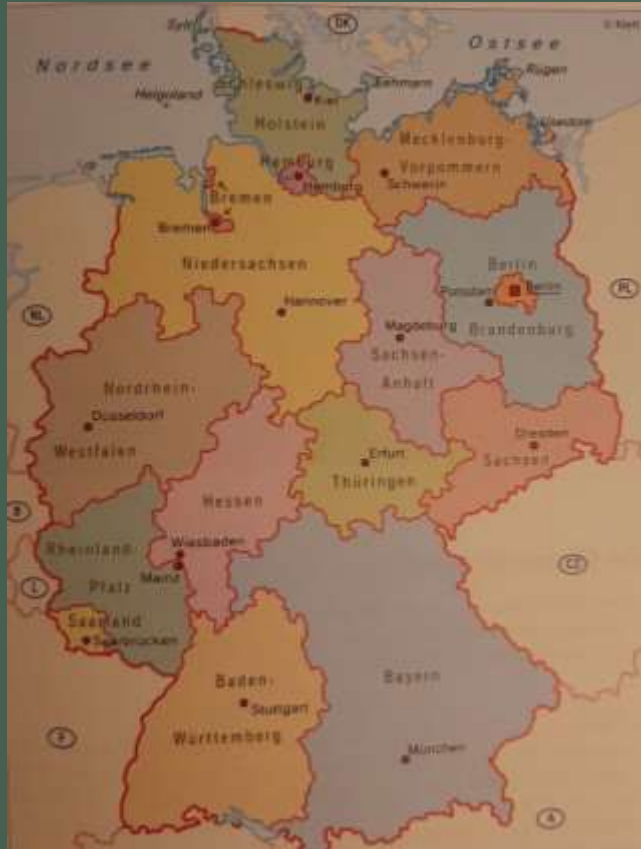 DK
© Klett
Sylt
Ostsee
Nordsee
Schleswig
Rügen
Helgoland
Kiel
Fehmarn
Holstein
Usedom
Mecklenburg-
Hamburg
Vorpommern
Hamburg
Schwerin
Bremen
Bremen
Niedersachsen
Berlin
Potsdam
Berlin
NL
PL
Hannover
Brandenburg
Magdeburg
Sachsen-
Anhalt
Nordrhein-
Düsseldorf
Westfalen
Dresden
Sachsen
Erfurt
Thüringen
Hessen
B
Wiesbaden
Rheinland-
Mainz
Pfalz
CZ
L
Saarland
Saarbrücken
Bayern
Baden-
Stuttgart
Württemberg
F
München
A